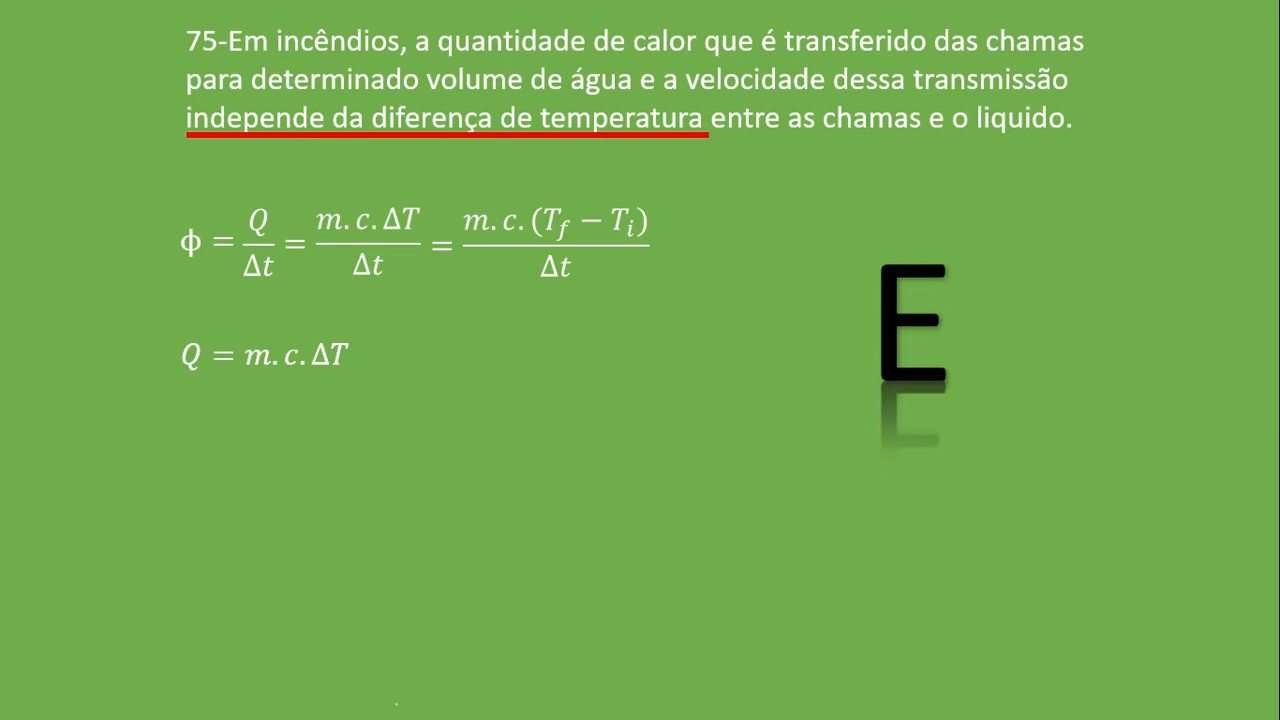 75-Em incêndios, a quantidade de calor que é transferido das chamas
para determinado volume de água e a velocidade dessa transmissão
independe da diferença de temperatura entre as chamas e o liquido.
ϕ = Q/Δt = m.c.ΔT/Δt = m.c.(T_f − T_i)/Δt
E
Q = m.c.ΔT